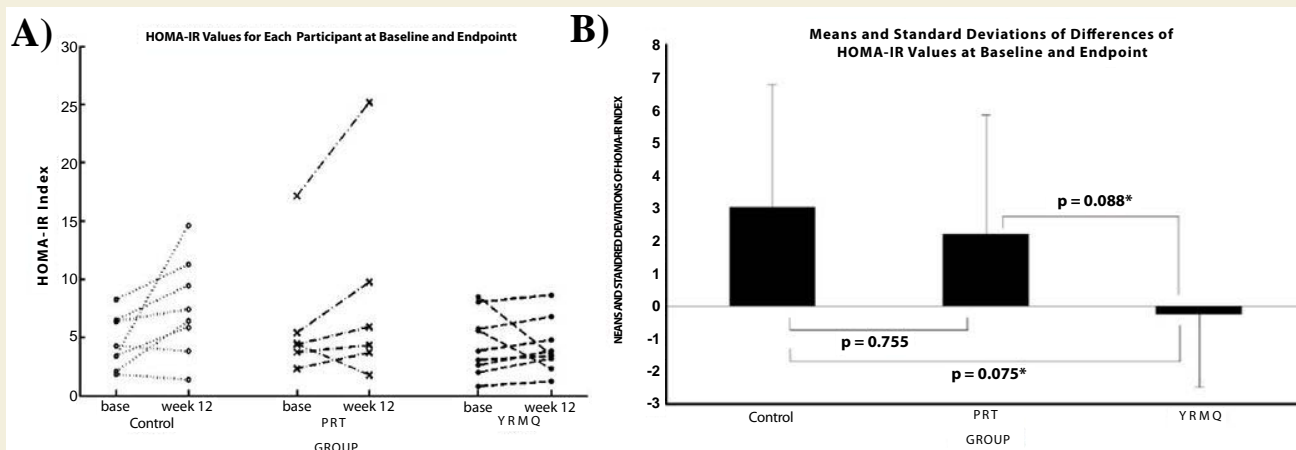 A)
HOMA-IR Values for Each Participant at Baseline and Endpointt
HOMA-IR Index
30
25
20
15
10
5
0
base week 12 base week 12 base week 12
Control PRT YRMQ
GROUP
B)
Means and Standard Deviations of Differences of
HOMA-IR Values at Baseline and Endpoint
NEANS AND STANDRED DEVIATIONS OF HOMA-IR INDEX
8
7
6
5
4
3
2
1
0
-1
-2
-3
p = 0.088*
p = 0.755
p = 0.075*
Control PRT YRMQ
GROUP